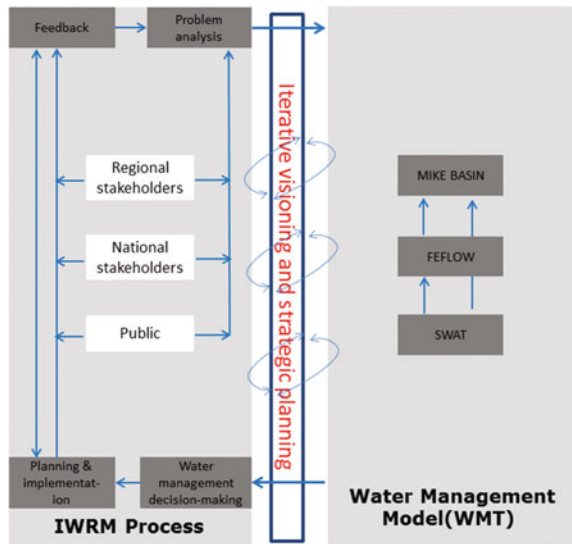 Feedback
Problem
analysis
Regional
stakeholders
National
stakeholders
Public
Planning &
implementat-
ion
Water
management
decision-making
IWRM Process
Iterative visioning and strategic planning
MIKE BASIN
FEFLOW
SWAT
Water Management
Model(WMT)